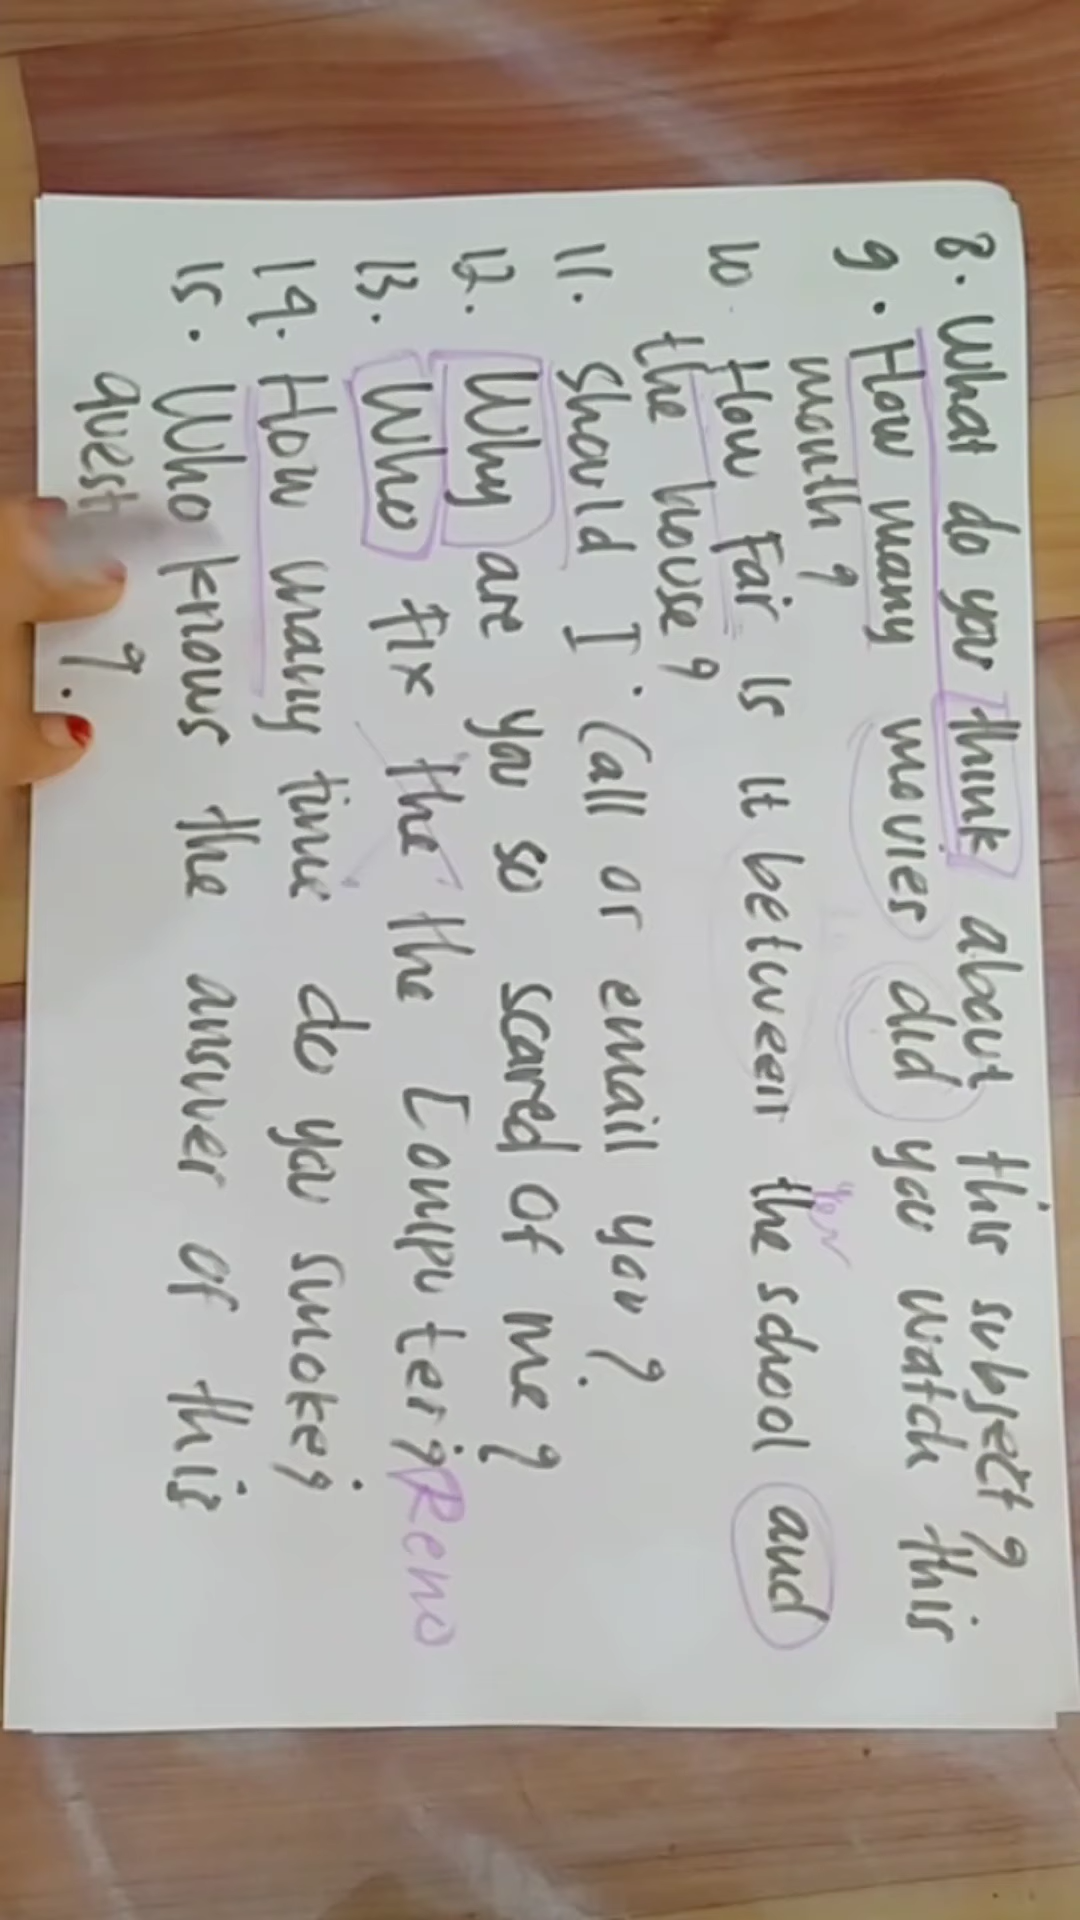 8. What do you think about this subject?
9. How many movies did you watch this
month?
10. How Far is it between the school and
the house?
11. Should I Call or email you?
12. Why are you so scared of me?
13. Who fix the the Computer? Reno
14. How many time do you smoke?
15. Who knows the answer of this
quest ?.